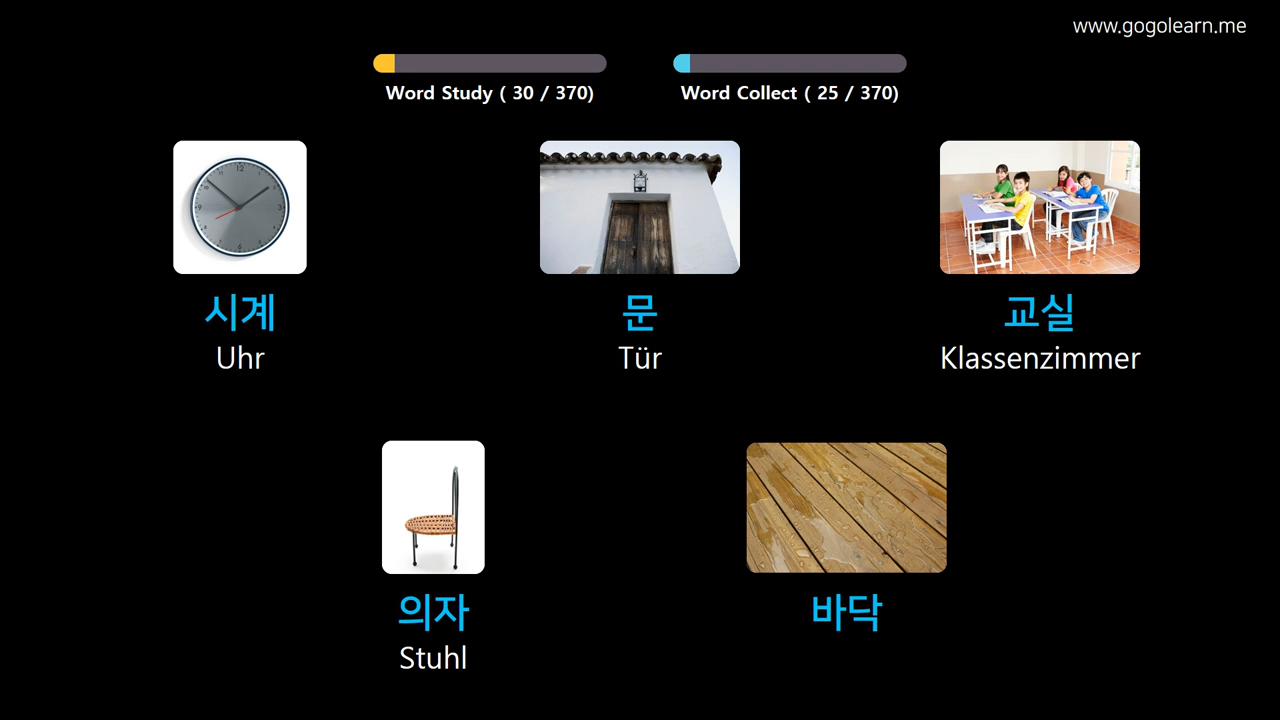 www.gogolearn.me
Word Study ( 30 / 370)
Word Collect ( 25 / 370)
시계
Uhr
문
Tür
교실
Klassenzimmer
의자
Stuhl
바닥